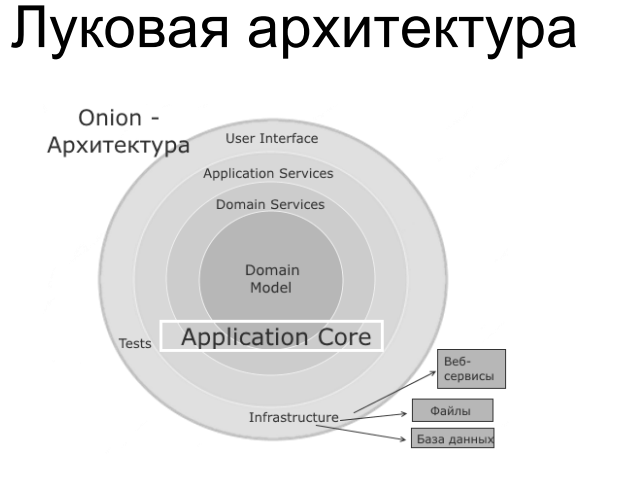 Луковая архитектура
Onion -
Архитектура
User Interface
Application Services
Domain Services
Domain
Model
Application Core
Tests
Infrastructure
Веб-
сервисы
Файлы
База данных